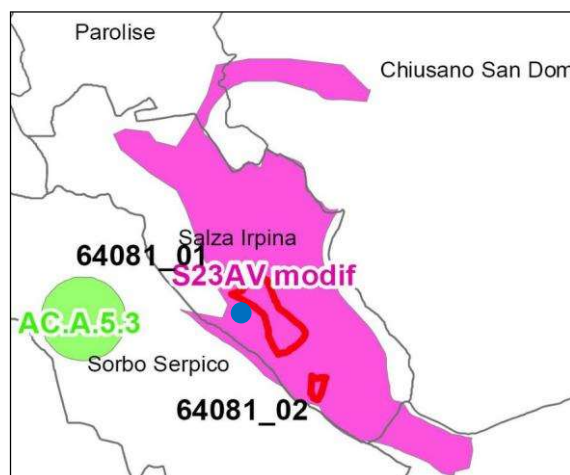 Parolise
Chiusano San Dom
Salza Irpina
64081_01
S23AV modif
AC.A.5.3
Sorbo Serpico
64081_02